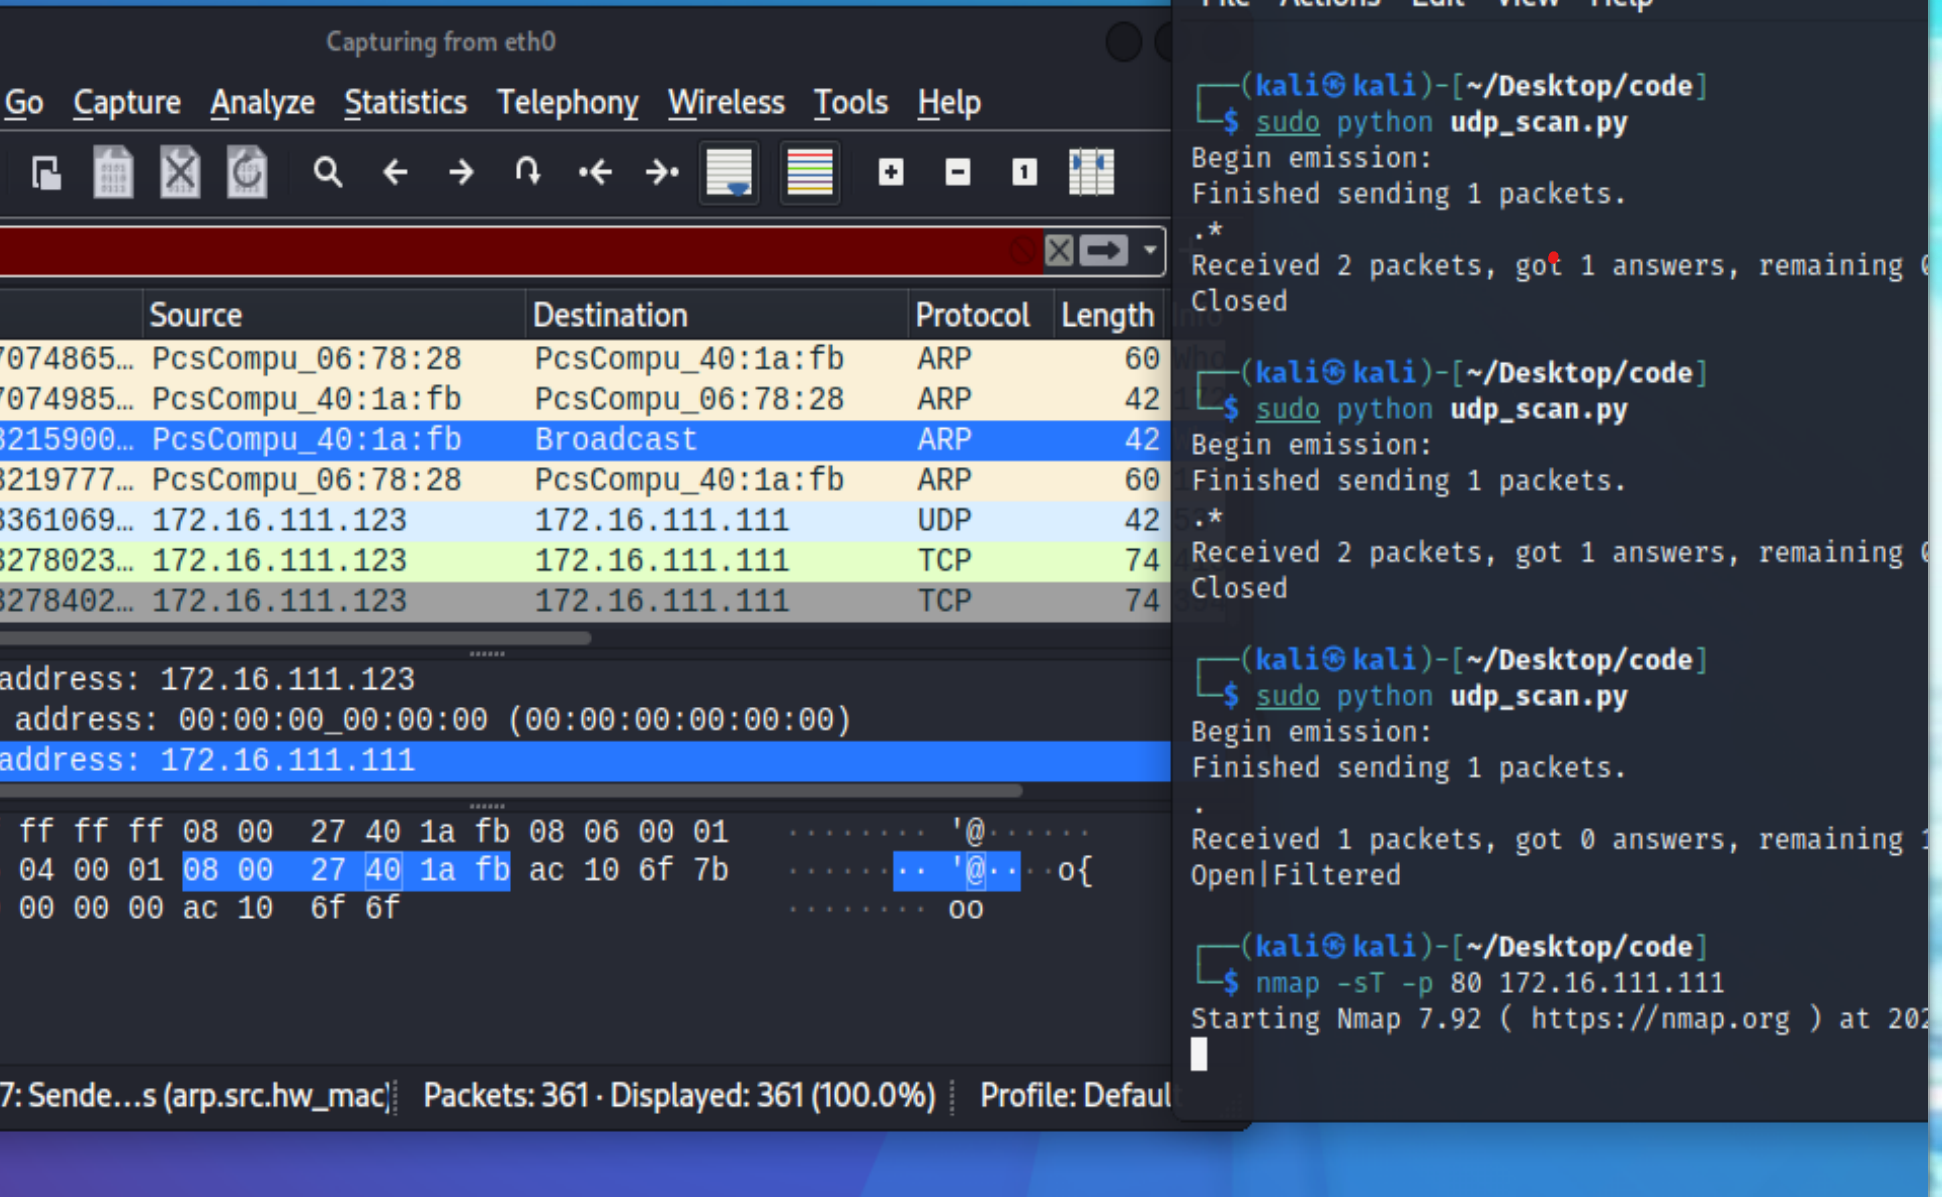 Capturing from eth0
Go Capture Analyze Statistics Telephony Wireless Tools Help
Source Destination Protocol Length Info
7074865… PcsCompu_06:78:28 PcsCompu_40:1a:fb ARP 60 Who
7074985… PcsCompu_40:1a:fb PcsCompu_06:78:28 ARP 42 172
3215900… PcsCompu_40:1a:fb Broadcast ARP 42
3219777… PcsCompu_06:78:28 PcsCompu_40:1a:fb ARP 60
3361069… 172.16.111.123 172.16.111.111 UDP 42
3278023… 172.16.111.123 172.16.111.111 TCP 74
3278402… 172.16.111.123 172.16.111.111 TCP 74
address: 172.16.111.123
address: 00:00:00_00:00:00 (00:00:00:00:00:00)
address: 172.16.111.111
ff ff ff 08 00 27 40 1a fb 08 06 00 01 ········ '@······
04 00 01 08 00 27 40 1a fb ac 10 6f 7b ········ '@····o{
00 00 00 ac 10 6f 6f ········ oo
7: Sende…s (arp.src.hw_mac) Packets: 361 · Displayed: 361 (100.0%) Profile: Default
File Actions Edit View Help
┌──(kali㉿kali)-[~/Desktop/code]
└─$ sudo python udp_scan.py
Begin emission:
Finished sending 1 packets.
.*
Received 2 packets, got 1 answers, remaining 0
Closed
┌──(kali㉿kali)-[~/Desktop/code]
└─$ sudo python udp_scan.py
Begin emission:
Finished sending 1 packets.
.*
Received 2 packets, got 1 answers, remaining 0
Closed
┌──(kali㉿kali)-[~/Desktop/code]
└─$ sudo python udp_scan.py
Begin emission:
Finished sending 1 packets.
.
Received 1 packets, got 0 answers, remaining 1
Open|Filtered
┌──(kali㉿kali)-[~/Desktop/code]
└─$ nmap -sT -p 80 172.16.111.111
Starting Nmap 7.92 ( https://nmap.org ) at 202